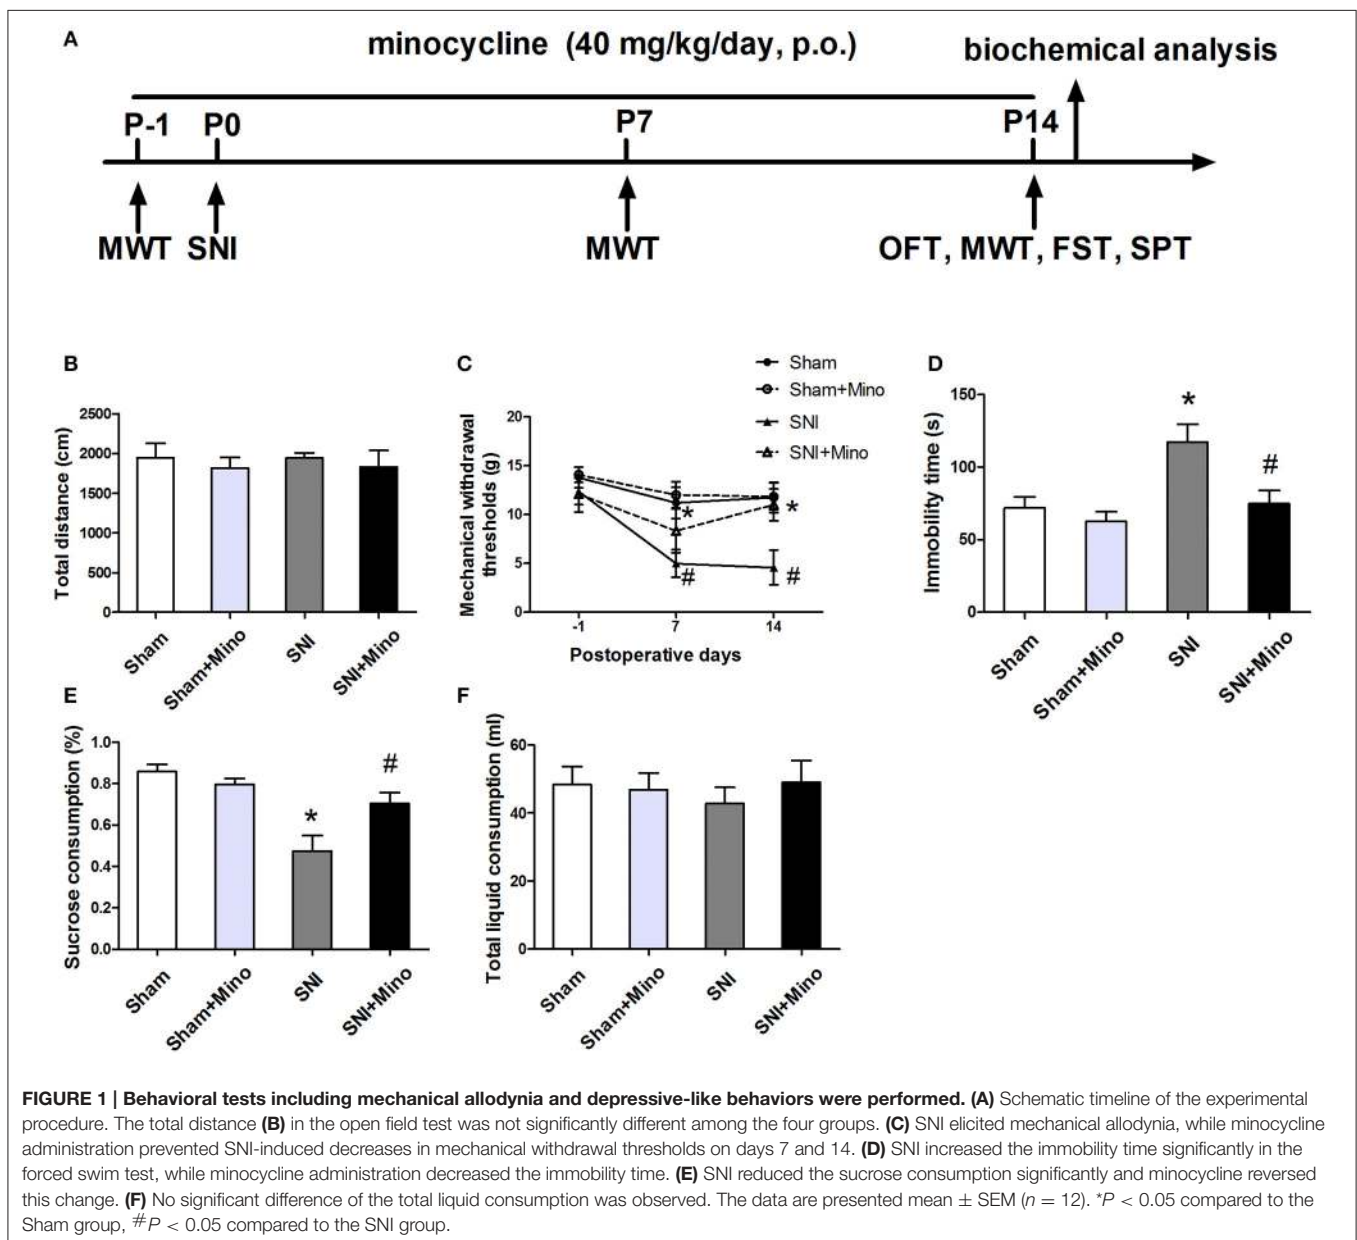 A
minocycline (40 mg/kg/day, p.o.)
biochemical analysis
P-1 P0 P7 P14
MWT SNI MWT OFT, MWT, FST, SPT
B
Total distance (cm)
2500
2000
1500
1000
500
0
Sham
Sham+Mino
SNI
SNI+Mino
C
Sham
Sham+Mino
SNI
SNI+Mino
Mechanical withdrawal
thresholds (g)
20
15
10
5
0
*
*
#
#
-1 7 14
Postoperative days
D
Immobility time (s)
150
100
50
0
*
#
Sham
Sham+Mino
SNI
SNI+Mino
E
Sucrose consumption (%)
1.0
0.8
0.6
0.4
0.2
0.0
*
#
Sham
Sham+Mino
SNI
SNI+Mino
F
Total liquid consumption (ml)
60
40
20
0
Sham
Sham+Mino
SNI
SNI+Mino
FIGURE 1 | Behavioral tests including mechanical allodynia and depressive-like behaviors were performed. (A) Schematic timeline of the experimental
procedure. The total distance (B) in the open field test was not significantly different among the four groups. (C) SNI elicited mechanical allodynia, while minocycline
administration prevented SNI-induced decreases in mechanical withdrawal thresholds on days 7 and 14. (D) SNI increased the immobility time significantly in the
forced swim test, while minocycline administration decreased the immobility time. (E) SNI reduced the sucrose consumption significantly and minocycline reversed
this change. (F) No significant difference of the total liquid consumption was observed. The data are presented mean ± SEM (n = 12). *P < 0.05 compared to the
Sham group, #P < 0.05 compared to the SNI group.